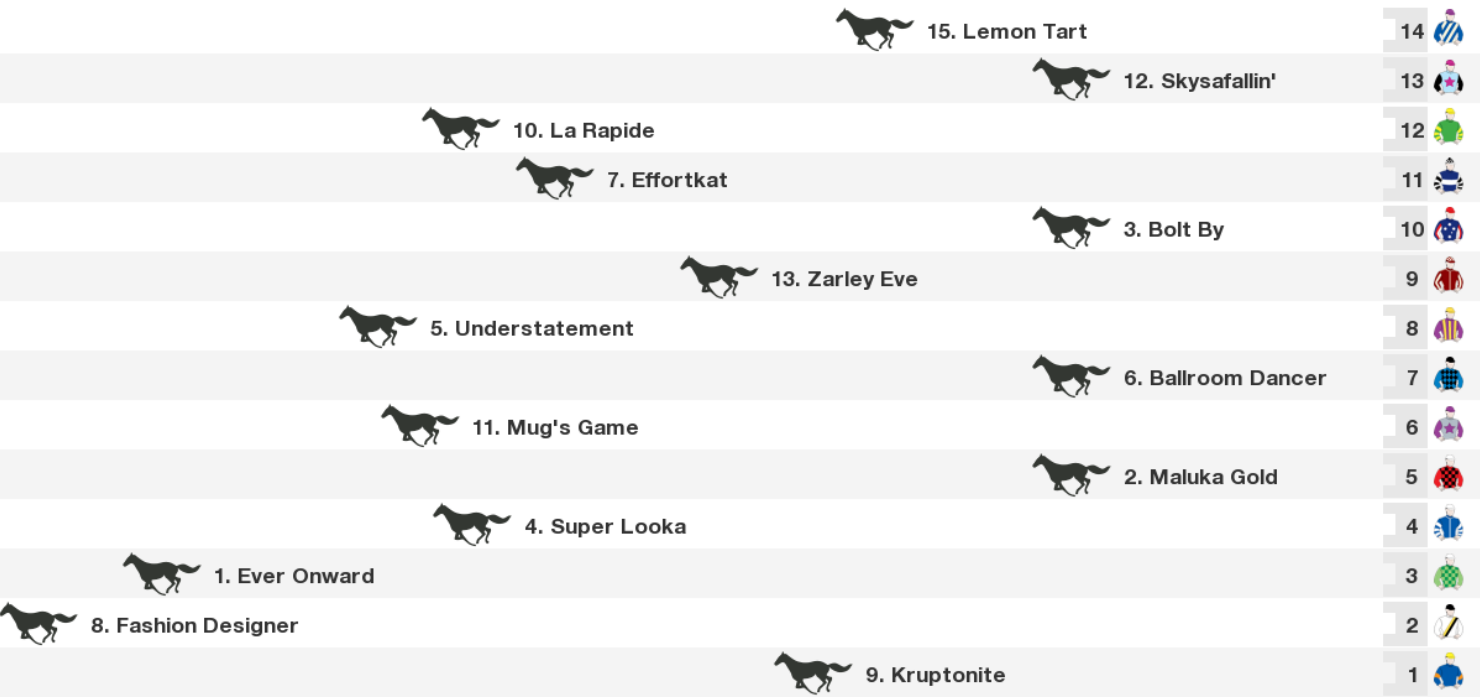 15. Lemon Tart 14
12. Skysafallin' 13
10. La Rapide 12
7. Effortkat 11
3. Bolt By 10
13. Zarley Eve 9
5. Understatement 8
6. Ballroom Dancer 7
11. Mug's Game 6
2. Maluka Gold 5
4. Super Looka 4
1. Ever Onward 3
8. Fashion Designer 2
9. Kruptonite 1